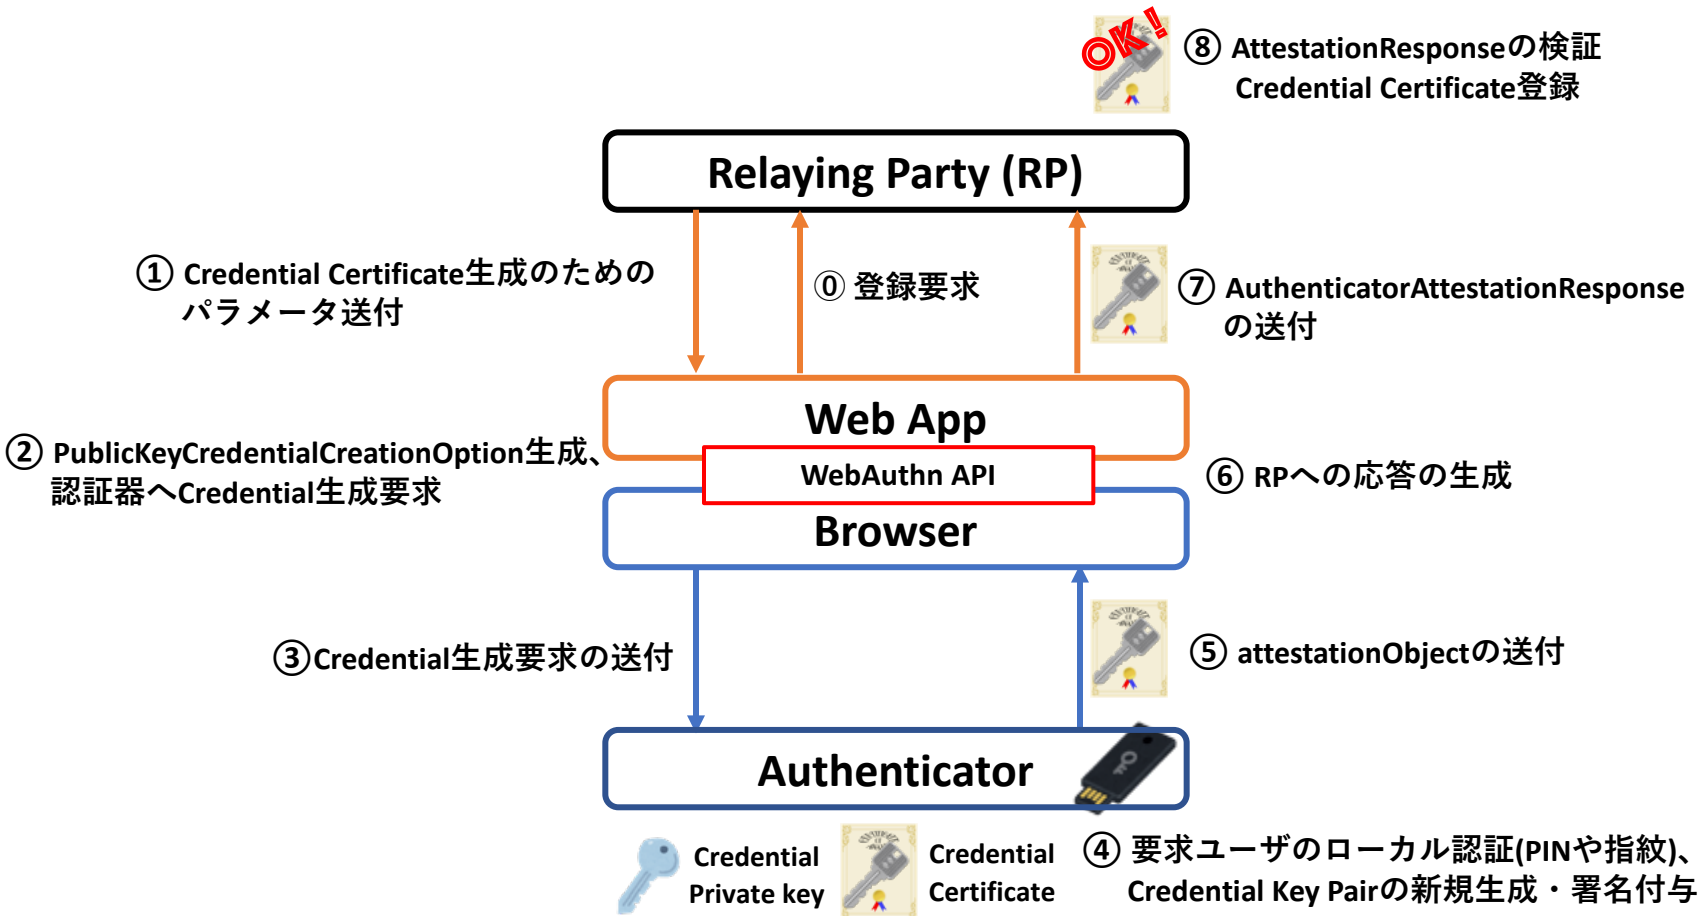 OK!
⑧ AttestationResponseの検証
Credential Certificate登録
Relaying Party (RP)
① Credential Certificate生成のための
パラメータ送付
⓪ 登録要求
⑦ AuthenticatorAttestationResponse
の送付
Web App
② PublicKeyCredentialCreationOption生成、
認証器へCredential生成要求
WebAuthn API
⑥ RPへの応答の生成
Browser
③Credential生成要求の送付
⑤ attestationObjectの送付
Authenticator
Credential
Private key
Credential
Certificate
④ 要求ユーザのローカル認証(PINや指紋)、
Credential Key Pairの新規生成・署名付与